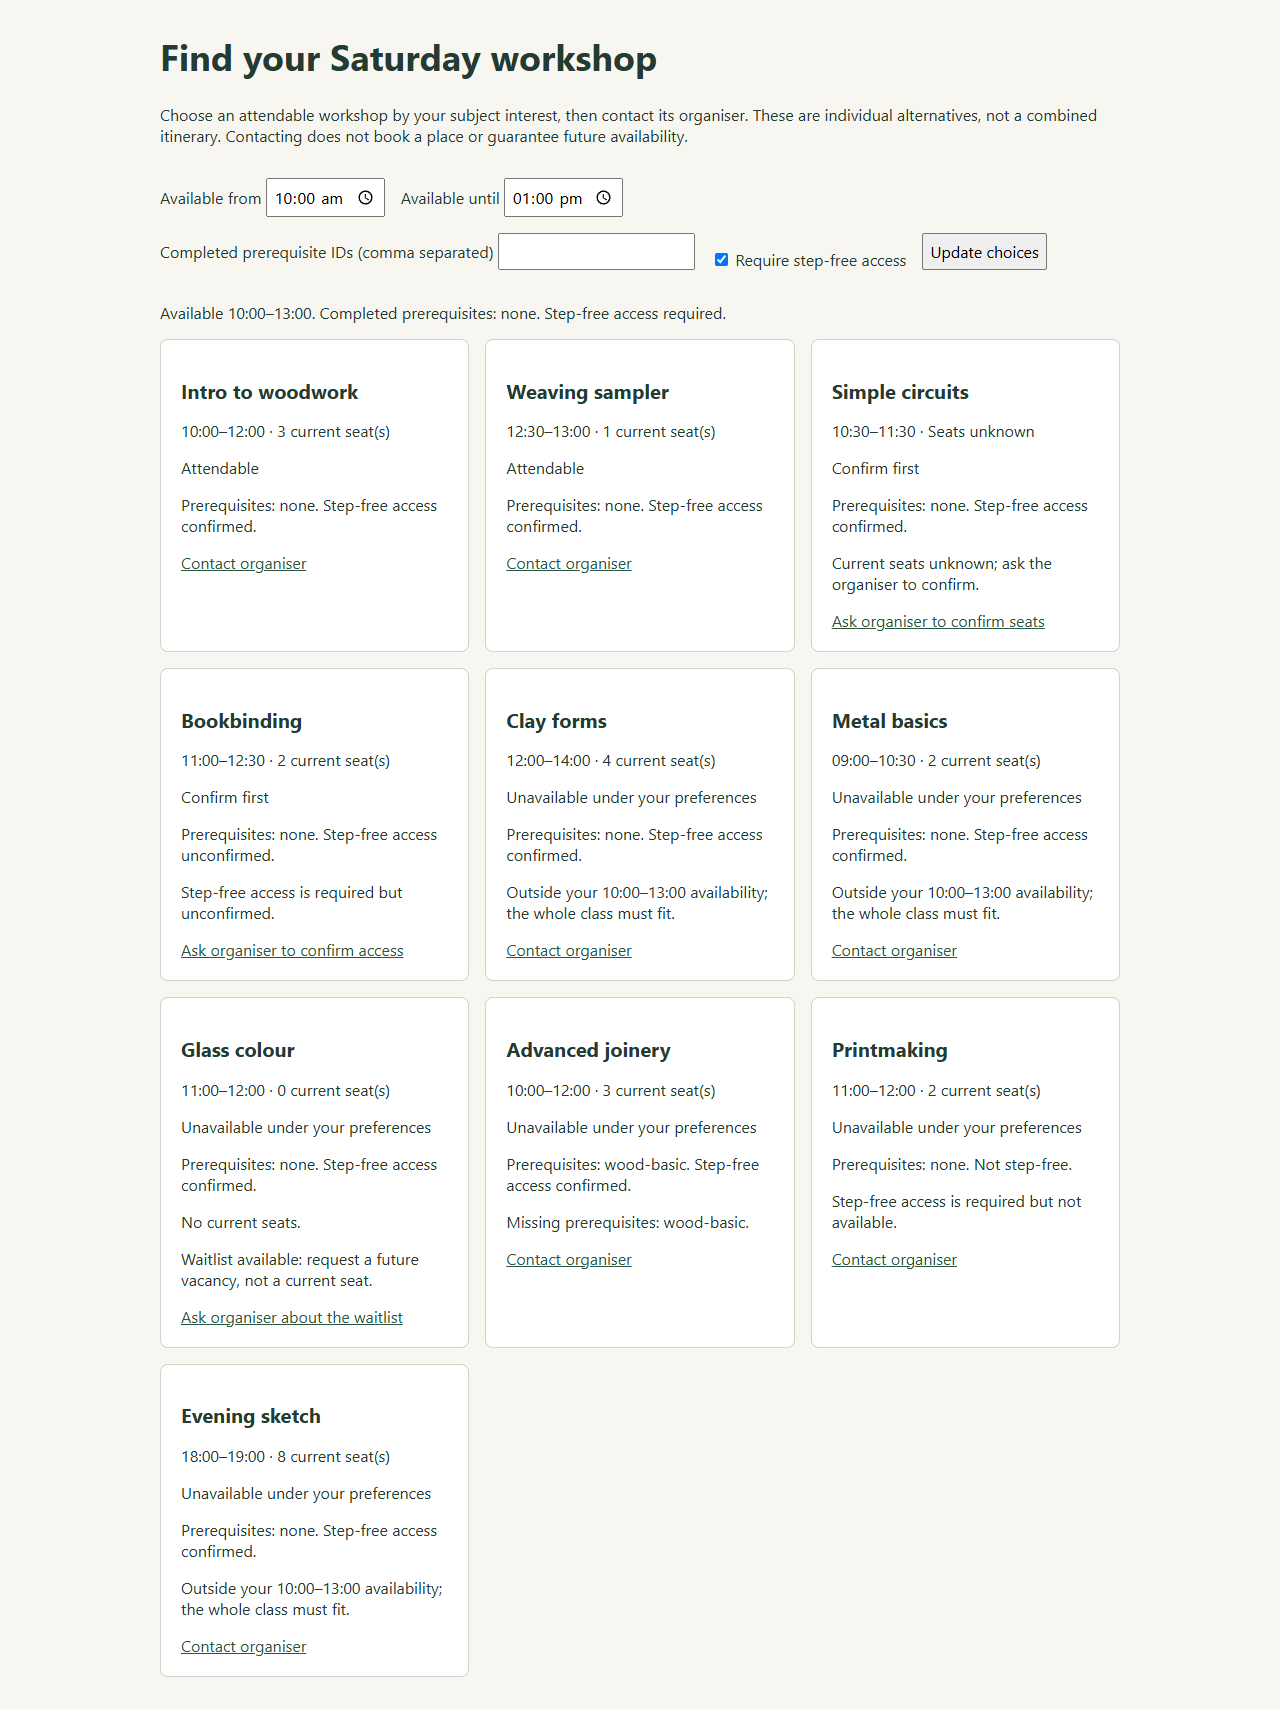 Find your Saturday workshop
Choose an attendable workshop by your subject interest, then contact its organiser. These are individual alternatives, not a combined
itinerary. Contacting does not book a place or guarantee future availability.
Available from 10:00 am Available until 01:00 pm
Completed prerequisite IDs (comma separated) Require step-free access Update choices
Available 10:00–13:00. Completed prerequisites: none. Step-free access required.
Intro to woodwork
10:00–12:00 · 3 current seat(s)
Attendable
Prerequisites: none. Step-free access
confirmed.
Contact organiser
Weaving sampler
12:30–13:00 · 1 current seat(s)
Attendable
Prerequisites: none. Step-free access
confirmed.
Contact organiser
Simple circuits
10:30–11:30 · Seats unknown
Confirm first
Prerequisites: none. Step-free access
confirmed.
Current seats unknown; ask the
organiser to confirm.
Ask organiser to confirm seats
Bookbinding
11:00–12:30 · 2 current seat(s)
Confirm first
Prerequisites: none. Step-free access
unconfirmed.
Step-free access is required but
unconfirmed.
Ask organiser to confirm access
Clay forms
12:00–14:00 · 4 current seat(s)
Unavailable under your preferences
Prerequisites: none. Step-free access
confirmed.
Outside your 10:00–13:00 availability;
the whole class must fit.
Contact organiser
Metal basics
09:00–10:30 · 2 current seat(s)
Unavailable under your preferences
Prerequisites: none. Step-free access
confirmed.
Outside your 10:00–13:00 availability;
the whole class must fit.
Contact organiser
Glass colour
11:00–12:00 · 0 current seat(s)
Unavailable under your preferences
Prerequisites: none. Step-free access
confirmed.
No current seats.
Waitlist available: request a future
vacancy, not a current seat.
Ask organiser about the waitlist
Advanced joinery
10:00–12:00 · 3 current seat(s)
Unavailable under your preferences
Prerequisites: wood-basic. Step-free
access confirmed.
Missing prerequisites: wood-basic.
Contact organiser
Printmaking
11:00–12:00 · 2 current seat(s)
Unavailable under your preferences
Prerequisites: none. Not step-free.
Step-free access is required but not
available.
Contact organiser
Evening sketch
18:00–19:00 · 8 current seat(s)
Unavailable under your preferences
Prerequisites: none. Step-free access
confirmed.
Outside your 10:00–13:00 availability;
the whole class must fit.
Contact organiser